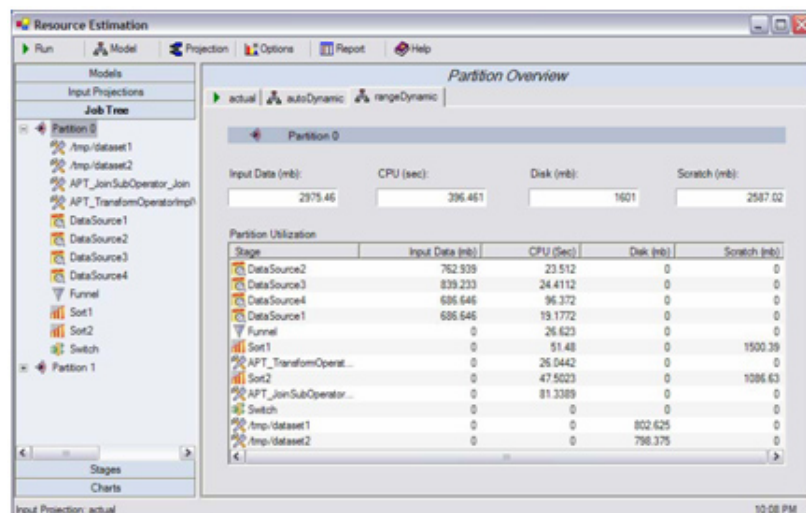 Resource Estimation
Run Model Projection Options Report Help
Models
Input Projections
Job Tree
Partition 0
/tmp/dataset1
/tmp/dataset2
APT_JoinSubOperator_Join
APT_TransformOperatorImpl
DataSource1
DataSource2
DataSource3
DataSource4
Funnel
Sort1
Sort2
Switch
Partition 1
Stages
Charts
Partition Overview
actual autoDynamic rangeDynamic
Partition 0
Input Data (mb): CPU (sec): Disk (mb): Scratch (mb):
2975.46 396.461 1601 2587.02
Partition Utilization
Stage Input Data (mb) CPU (Sec) Disk (mb) Scratch (mb)
DataSource2 762.939 23.512 0 0
DataSource3 839.233 24.4112 0 0
DataSource4 686.646 96.372 0 0
DataSource1 686.646 19.1772 0 0
Funnel 0 26.623 0 0
Sort1 0 51.48 0 1500.39
APT_TransformOperat... 0 26.0442 0 0
Sort2 0 47.5023 0 1086.63
APT_JoinSubOperator... 0 81.3389 0 0
Switch 0 0 0 0
/tmp/dataset1 0 0 802.625 0
/tmp/dataset2 0 0 798.375 0
Input Projection: actual 10:08 PM